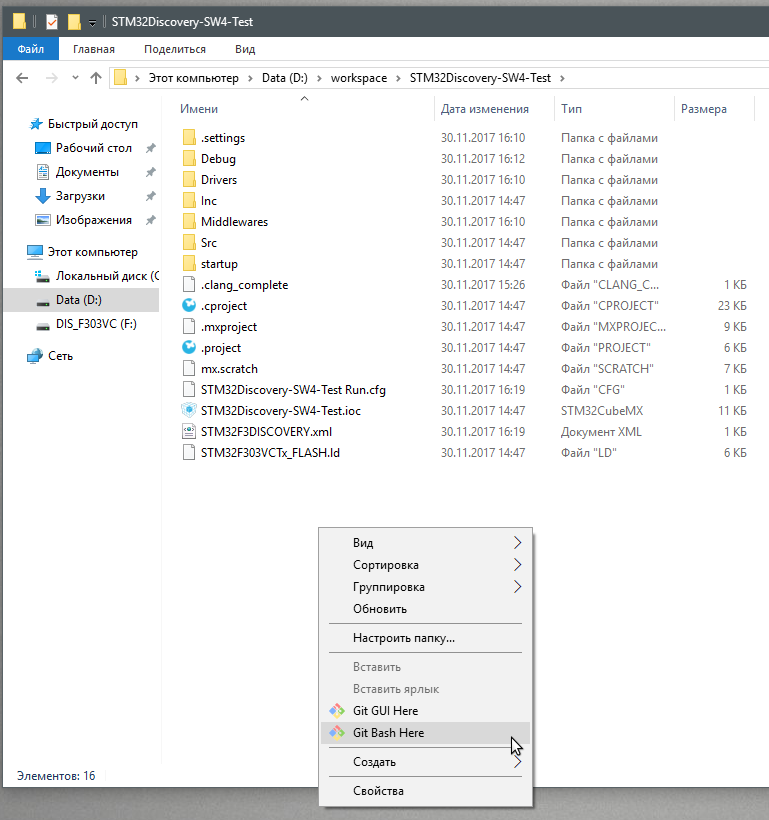 STM32Discovery-SW4-Test
Файл Главная Поделиться Вид
Этот компьютер Data (D:) workspace STM32Discovery-SW4-Test
Быстрый доступ
Рабочий стол
Документы
Загрузки
Изображения
Этот компьютер
Локальный диск (C
Data (D:)
DIS_F303VC (F:)
Сеть
Имени Дата изменения Тип Размера
.settings 30.11.2017 16:10 Папка с файлами
Debug 30.11.2017 16:12 Папка с файлами
Drivers 30.11.2017 16:10 Папка с файлами
Inc 30.11.2017 14:47 Папка с файлами
Middlewares 30.11.2017 16:10 Папка с файлами
Src 30.11.2017 14:47 Папка с файлами
startup 30.11.2017 14:47 Папка с файлами
.clang_complete 30.11.2017 15:26 Файл "CLANG_C... 1 КБ
.cproject 30.11.2017 14:47 Файл "CPROJECT" 23 КБ
.mxproject 30.11.2017 14:47 Файл "MXPROJEC... 9 КБ
.project 30.11.2017 14:47 Файл "PROJECT" 6 КБ
mx.scratch 30.11.2017 14:47 Файл "SCRATCH" 7 КБ
STM32Discovery-SW4-Test Run.cfg 30.11.2017 16:19 Файл "CFG" 1 КБ
STM32Discovery-SW4-Test.ioc 30.11.2017 14:47 STM32CubeMX 11 КБ
STM32F3DISCOVERY.xml 30.11.2017 16:19 Документ XML 1 КБ
STM32F303VCTx_FLASH.ld 30.11.2017 14:47 Файл "LD" 6 КБ
Вид
Сортировка
Группировка
Обновить
Настроить папку...
Вставить
Вставить ярлык
Git GUI Here
Git Bash Here
Создать
Свойства
Элементов: 16